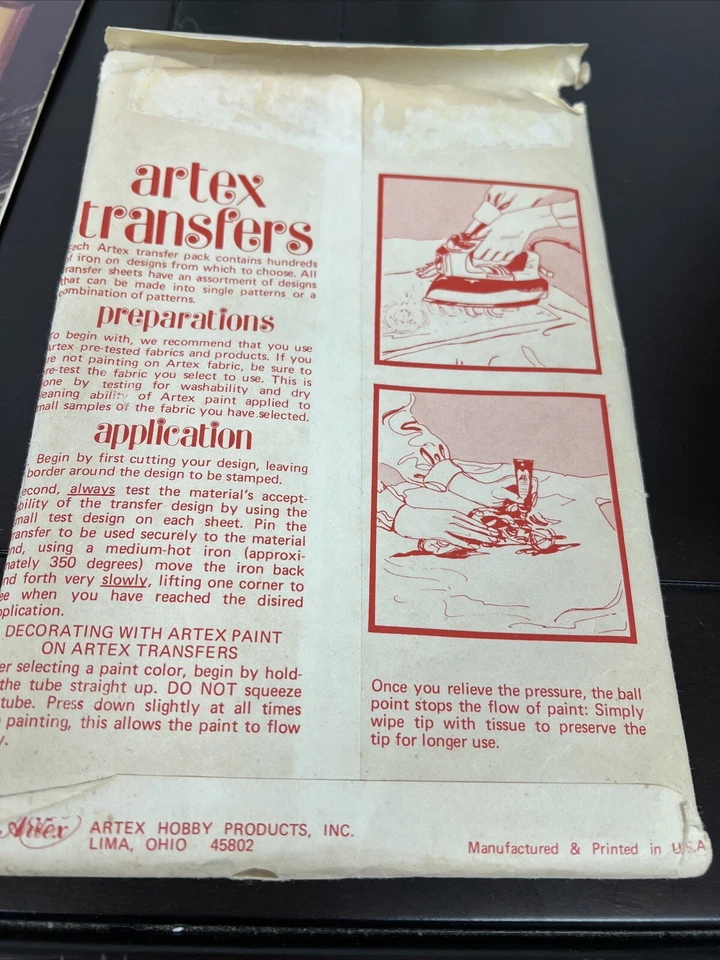 artex
transfers
ach Artex transfer pack contains hundreds
f iron on designs from which to choose. All
ransfer sheets have an assortment of designs
that can be made into single patterns or a
ombination of patterns.
preparations
o begin with, we recommend that you use
rtex pre-tested fabrics and products. If you
re not painting on Artex fabric, be sure to
re-test the fabric you select to use. This is
one by testing for washability and dry
leaning ability of Artex paint applied to
mall samples of the fabric you have selected.
application
Begin by first cutting your design, leaving
border around the design to be stamped.
econd, always test the material's accept-
bility of the transfer design by using the
mall test design on each sheet. Pin the
ransfer to be used securely to the material
nd, using a medium-hot iron (approxi-
mately 350 degrees) move the iron back
nd forth very slowly, lifting one corner to
ee when you have reached the disired
pplication.
DECORATING WITH ARTEX PAINT
ON ARTEX TRANSFERS
er selecting a paint color, begin by hold-
the tube straight up. DO NOT squeeze
tube. Press down slightly at all times
painting, this allows the paint to flow
y.
Once you relieve the pressure, the ball
point stops the flow of paint: Simply
wipe tip with tissue to preserve the
tip for longer use.
Artex
ARTEX HOBBY PRODUCTS, INC.
LIMA, OHIO 45802
Manufactured & Printed in U.S.A